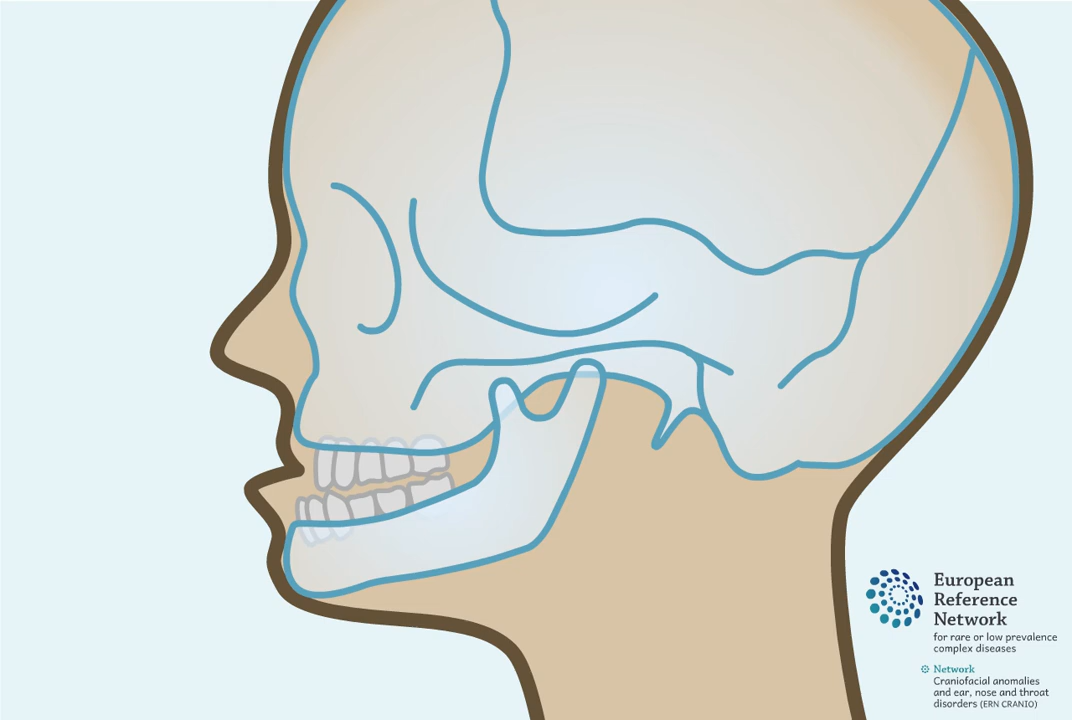 European
Reference
Network
for rare or low prevalence
complex diseases
Network
Craniofacial anomalies
and ear, nose and throat
disorders (ERN CRANIO)